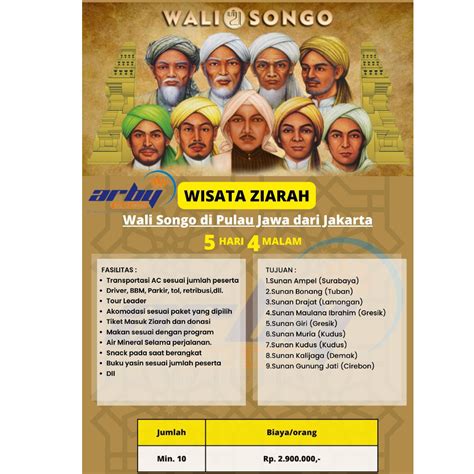 WALI SONGO
arby
WISATA ZIARAH
Wali Songo di Pulau Jawa dari Jakarta
5 HARI 4 MALAM
FASILITAS :
Transportasi AC sesuai jumlah peserta
Driver, BBM, Parkir, tol, retribusi,dll.
Tour Leader
Akomodasi sesuai paket yang dipilih
Tiket Masuk Ziarah dan donasi
Makan sesuai dengan program
Air Mineral Selama perjalanan.
Snack pada saat berangkat
Buku yasin sesuai jumlah peserta
Dll
TUJUAN :
1.Sunan Ampel (Surabaya)
2.Sunan Bonang (Tuban)
3.Sunan Drajat (Lamongan)
4.Sunan Maulana Ibrahim (Gresik)
5.Sunan Giri (Gresik)
6.Sunan Muria (Kudus)
7.Sunan Kudus (Kudus)
8.Sunan Kalijaga (Demak)
9.Sunan Gunung Jati (Cirebon)
Jumlah Biaya/orang
Min. 10 Rp. 2.900.000,-